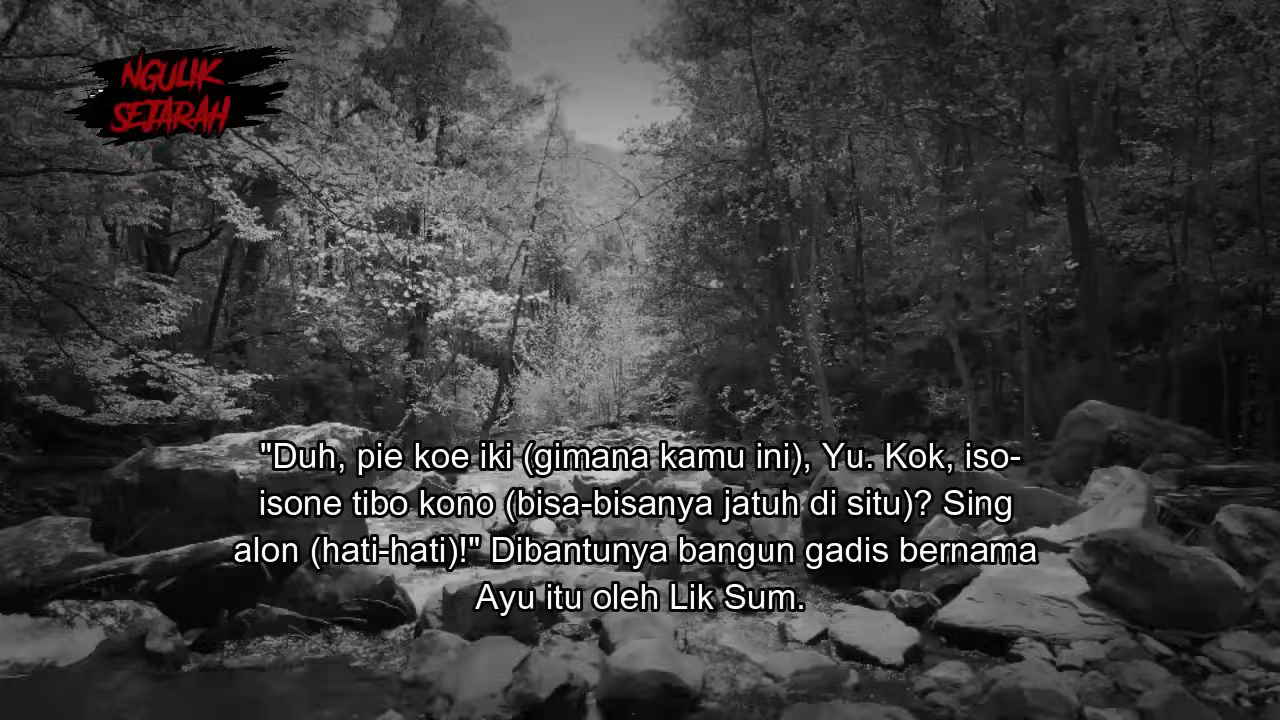 NGULIK
SEJARAH
"Duh, pie koe iki (gimana kamu ini), Yu. Kok, iso-
isone tibo kono (bisa-bisanya jatuh di situ)? Sing
alon (hati-hati)!" Dibantunya bangun gadis bernama
Ayu itu oleh Lik Sum.